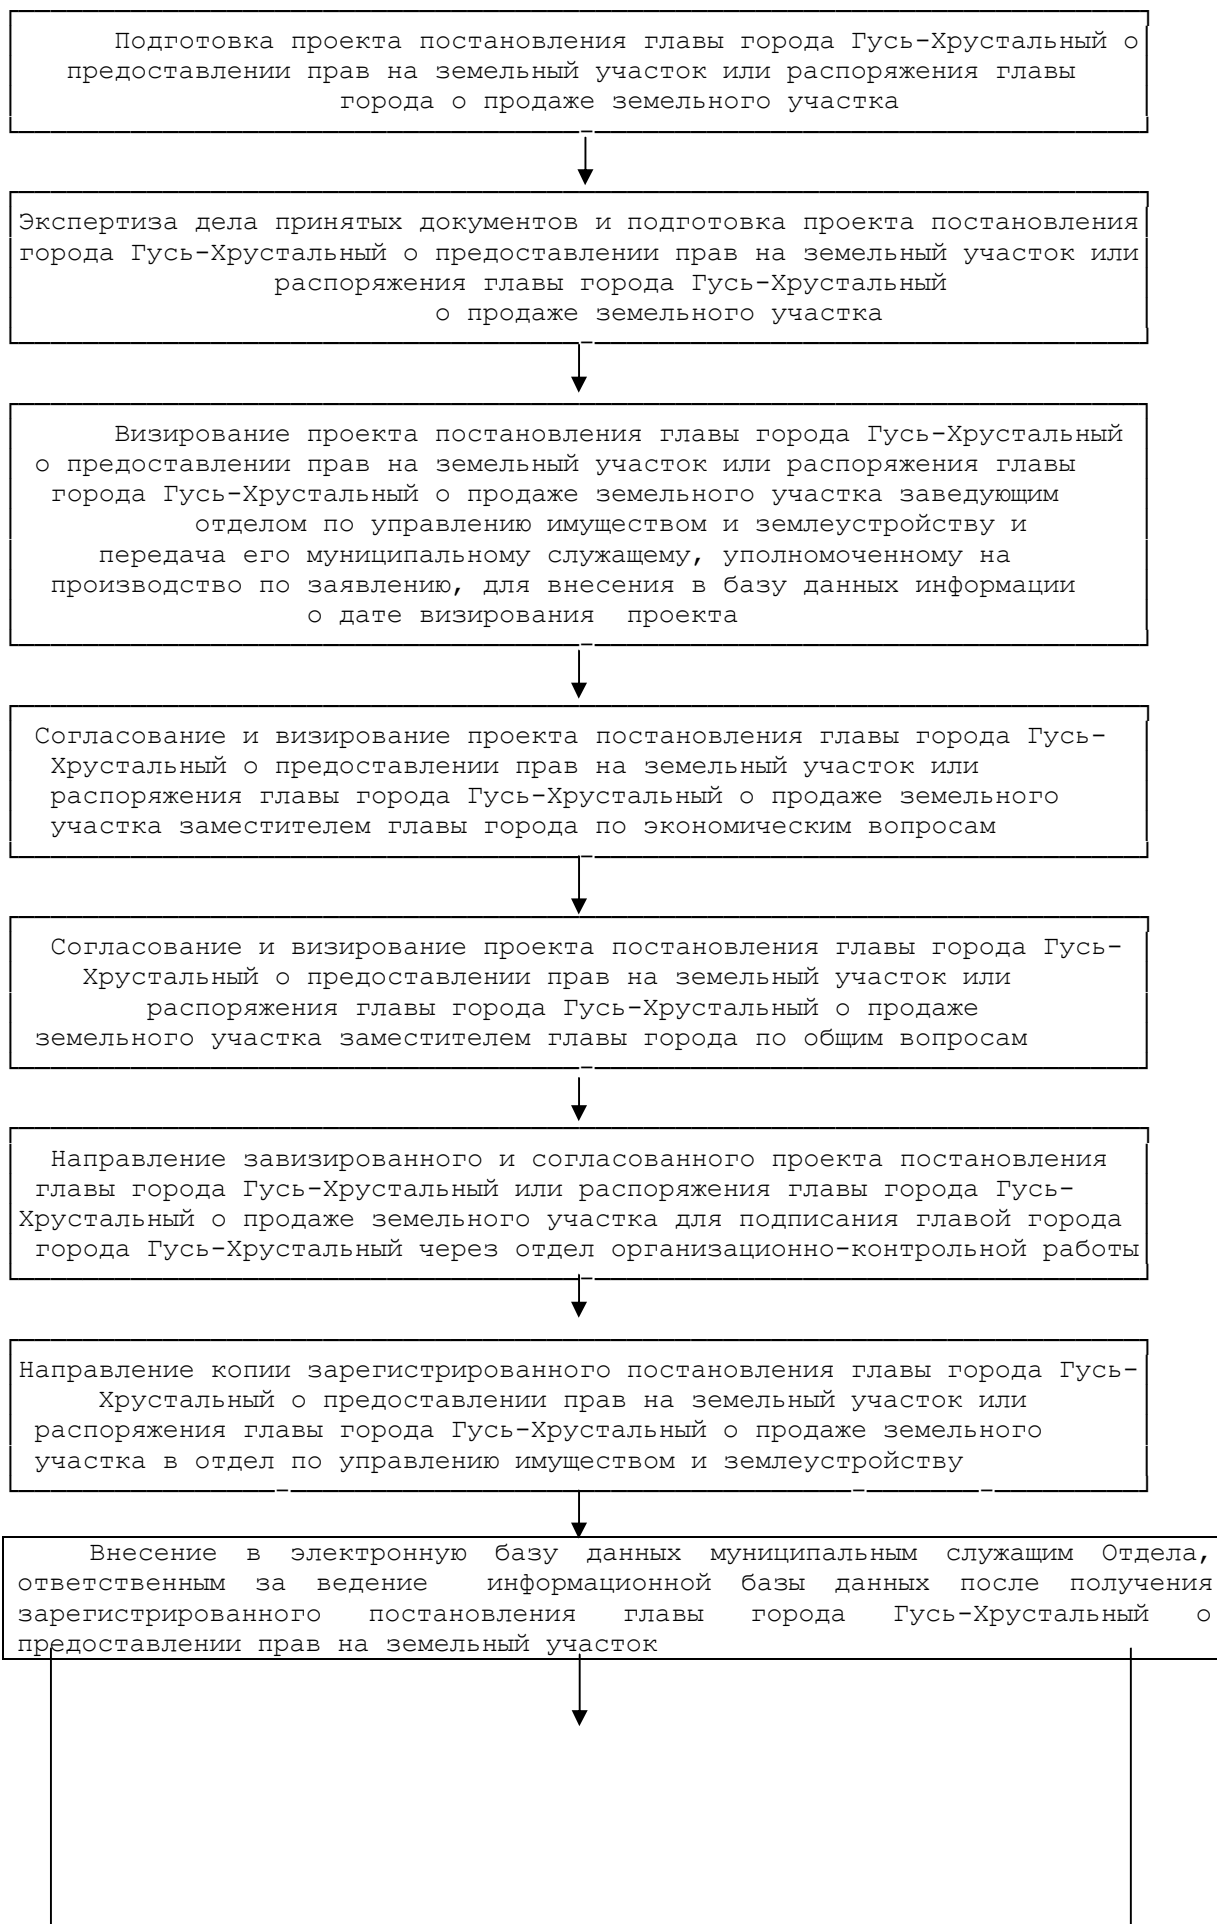 Подготовка проекта постановления главы города Гусь-Хрустальный о
предоставлении прав на земельный участок или распоряжения главы
города о продаже земельного участка
Экспертиза дела принятых документов и подготовка проекта постановления
города Гусь-Хрустальный о предоставлении прав на земельный участок или
распоряжения главы города Гусь-Хрустальный
о продаже земельного участка
Визирование проекта постановления главы города Гусь-Хрустальный
о предоставлении прав на земельный участок или распоряжения главы
города Гусь-Хрустальный о продаже земельного участка заведующим
отделом по управлению имуществом и землеустройству и
передача его муниципальному служащему, уполномоченному на
производство по заявлению, для внесения в базу данных информации
о дате визирования проекта
Согласование и визирование проекта постановления главы города Гусь-
Хрустальный о предоставлении прав на земельный участок или
распоряжения главы города Гусь-Хрустальный о продаже земельного
участка заместителем главы города по экономическим вопросам
Согласование и визирование проекта постановления главы города Гусь-
Хрустальный о предоставлении прав на земельный участок или
распоряжения главы города Гусь-Хрустальный о продаже
земельного участка заместителем главы города по общим вопросам
Направление завизированного и согласованного проекта постановления
главы города Гусь-Хрустальный или распоряжения главы города Гусь-
Хрустальный о продаже земельного участка для подписания главой города
города Гусь-Хрустальный через отдел организационно-контрольной работы
Направление копии зарегистрированного постановления главы города Гусь-
Хрустальный о предоставлении прав на земельный участок или
распоряжения главы города Гусь-Хрустальный о продаже земельного
участка в отдел по управлению имуществом и землеустройству
Внесение в электронную базу данных муниципальным служащим Отдела,
ответственным за ведение информационной базы данных после получения
зарегистрированного постановления главы города Гусь-Хрустальный о
предоставлении прав на земельный участок